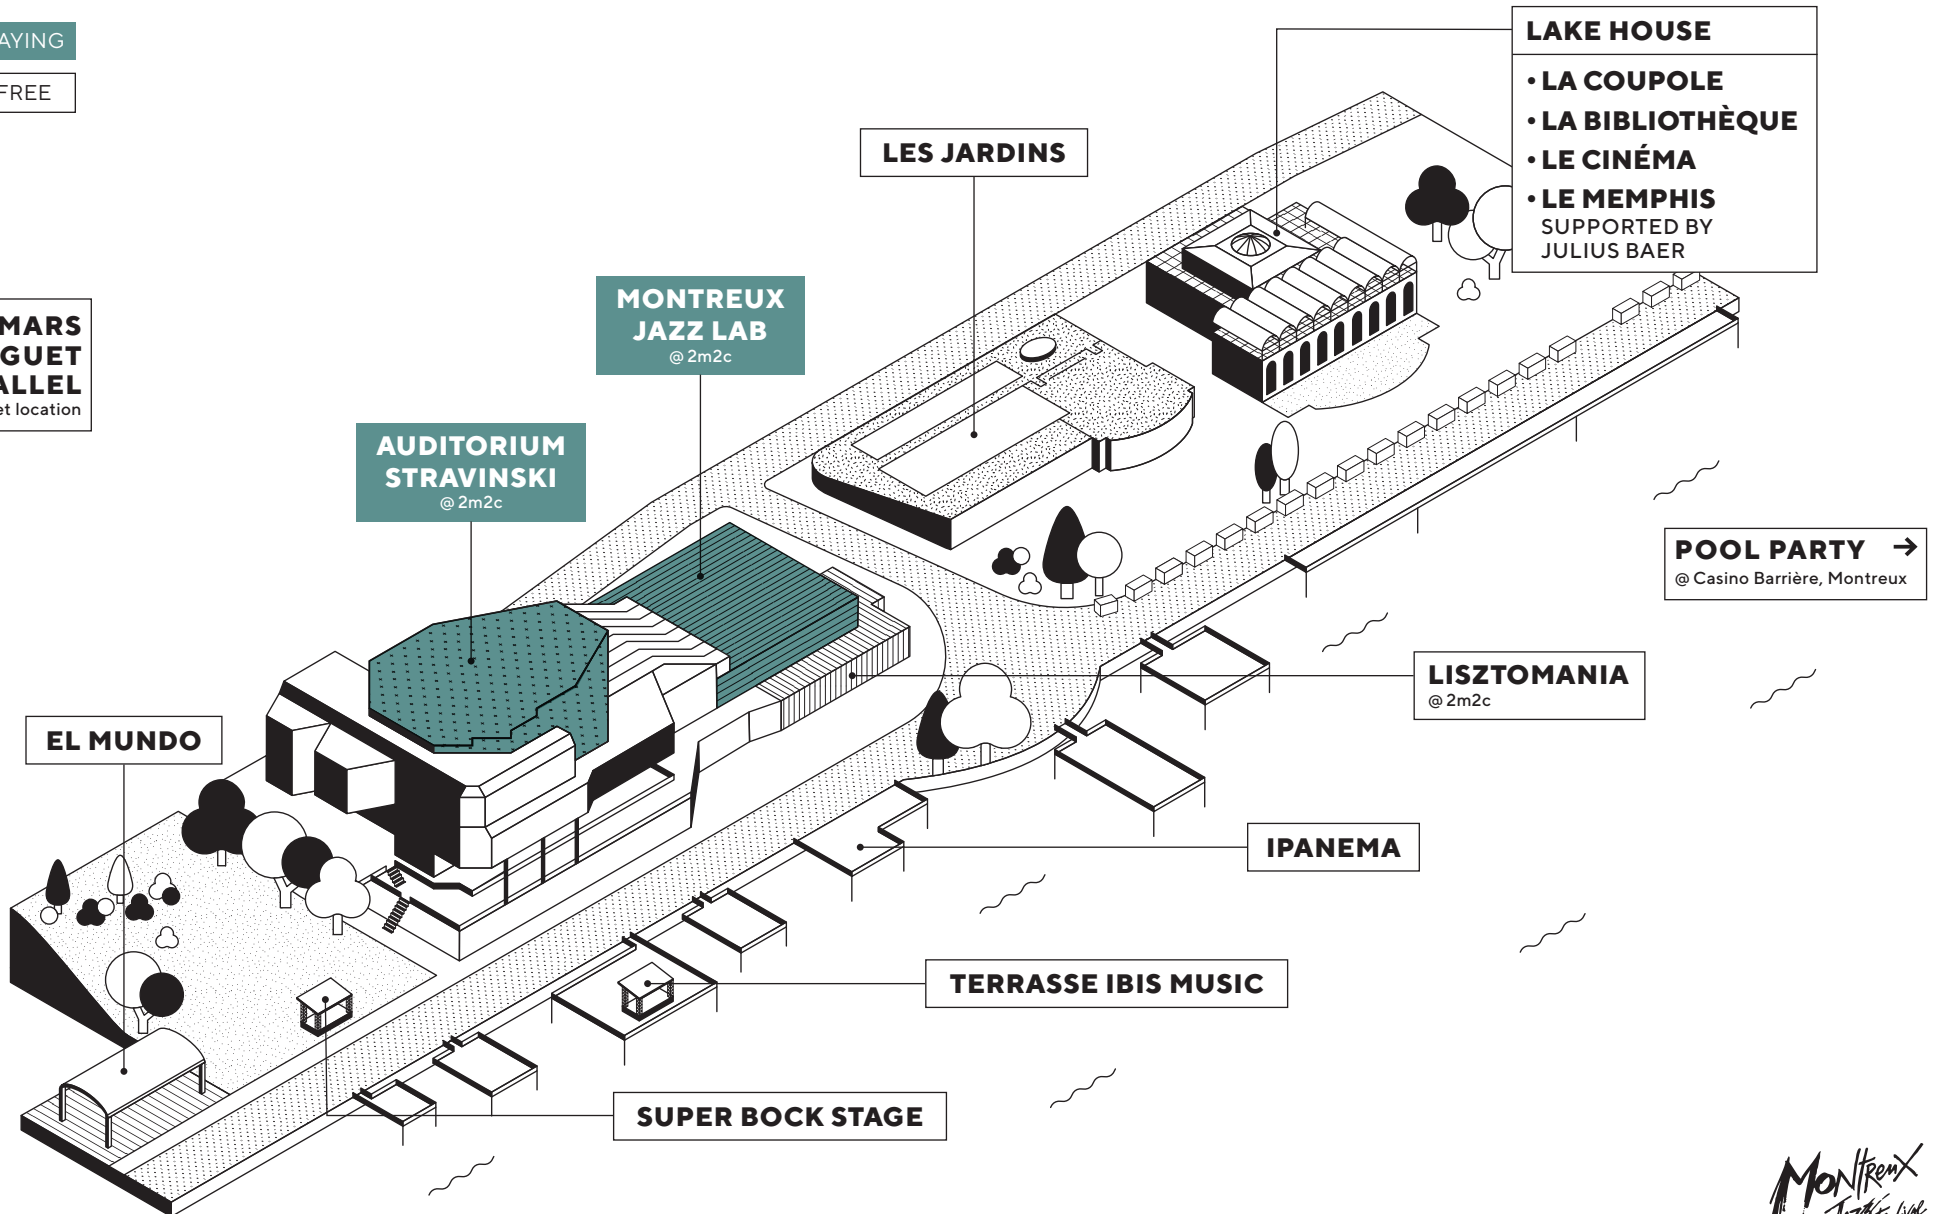 AYING
FREE
MARS
GUET
ALLEL
et location
LAKE HOUSE
• LA COUPOLE
• LA BIBLIOTHÈQUE
• LE CINÉMA
• LE MEMPHIS
SUPPORTED BY
JULIUS BAER
LES JARDINS
MONTREUX
JAZZ LAB
@ 2m2c
AUDITORIUM
STRAVINSKI
@ 2m2c
POOL PARTY →
@ Casino Barrière, Montreux
LISZTOMANIA
@ 2m2c
EL MUNDO
IPANEMA
TERRASSE IBIS MUSIC
SUPER BOCK STAGE
MONTREUX
Jazz